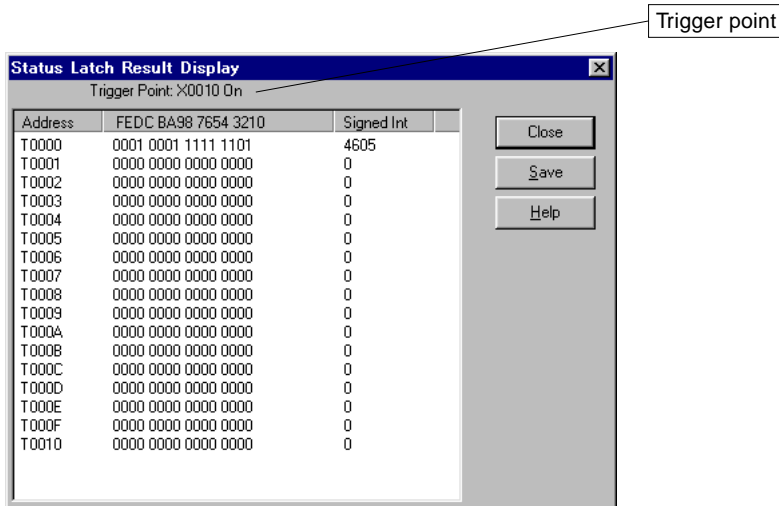 Trigger point
Status Latch Result Display
Trigger Point: X0010 On
Address FEDC BA98 7654 3210 Signed Int
T0000 0001 0001 1111 1101 4605
T0001 0000 0000 0000 0000 0
T0002 0000 0000 0000 0000 0
T0003 0000 0000 0000 0000 0
T0004 0000 0000 0000 0000 0
T0005 0000 0000 0000 0000 0
T0006 0000 0000 0000 0000 0
T0007 0000 0000 0000 0000 0
T0008 0000 0000 0000 0000 0
T0009 0000 0000 0000 0000 0
T000A 0000 0000 0000 0000 0
T000B 0000 0000 0000 0000 0
T000C 0000 0000 0000 0000 0
T000D 0000 0000 0000 0000 0
T000E 0000 0000 0000 0000 0
T000F 0000 0000 0000 0000 0
T0010 0000 0000 0000 0000 0
Close
Save
Help